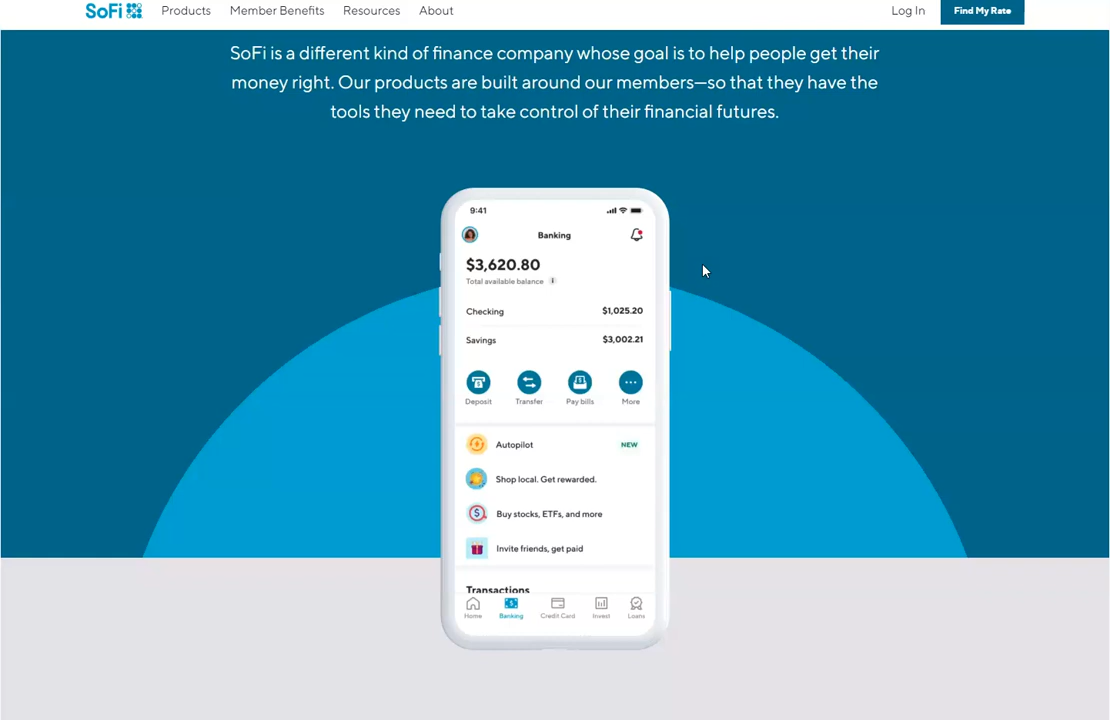 SoFi Products Member Benefits Resources About Log In Find My Rate
SoFi is a different kind of finance company whose goal is to help people get their
money right. Our products are built around our members—so that they have the
tools they need to take control of their financial futures.
9:41
Banking
$3,620.80
Total available balance i
Checking $1,025.20
Savings $3,002.21
Deposit Transfer Pay bills More
Autopilot NEW
Shop local. Get rewarded.
Buy stocks, ETFs, and more
Invite friends, get paid
Transactions
Home Banking Credit Card Invest Loans